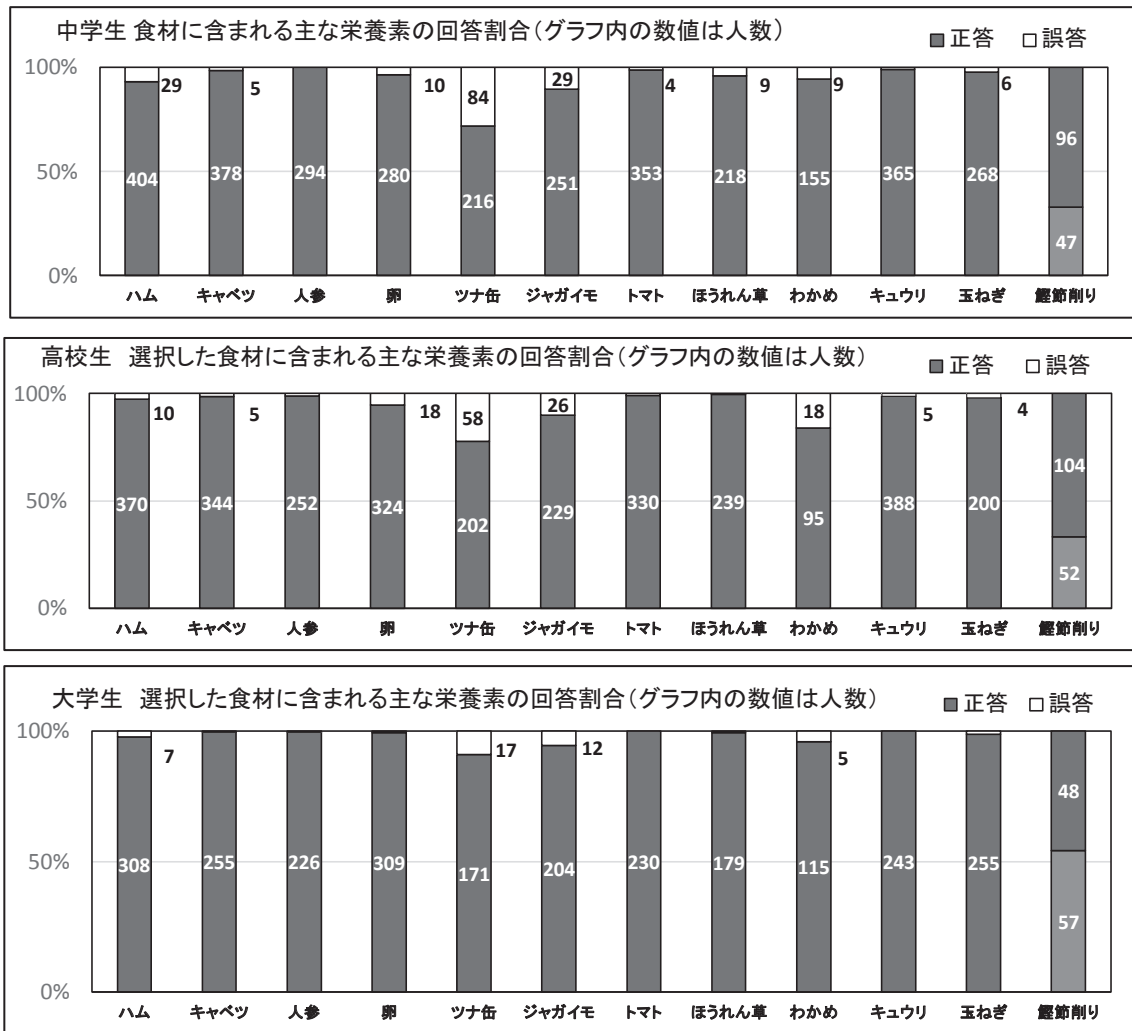 中学生 食材に含まれる主な栄養素の回答割合(グラフ内の数値は人数)
■正答 □誤答
100%
50%
0%
29 5 10 84 29 4 9 9 6 96
404 378 294 280 216 251 353 218 155 365 268 47
ハム キャベツ 人参 卵 ツナ缶 ジャガイモ トマト ほうれん草 わかめ キュウリ 玉ねぎ 鰹節削り
高校生 選択した食材に含まれる主な栄養素の回答割合(グラフ内の数値は人数)
■正答 □誤答
100%
50%
0%
10 5 18 58 26 18 5 4 104
370 344 252 324 202 229 330 239 95 388 200 52
ハム キャベツ 人参 卵 ツナ缶 ジャガイモ トマト ほうれん草 わかめ キュウリ 玉ねぎ 鰹節削り
大学生 選択した食材に含まれる主な栄養素の回答割合(グラフ内の数値は人数)
■正答 □誤答
100%
50%
0%
7 17 12 5 48
308 255 226 309 171 204 230 179 115 243 255 57
ハム キャベツ 人参 卵 ツナ缶 ジャガイモ トマト ほうれん草 わかめ キュウリ 玉ねぎ 鰹節削り